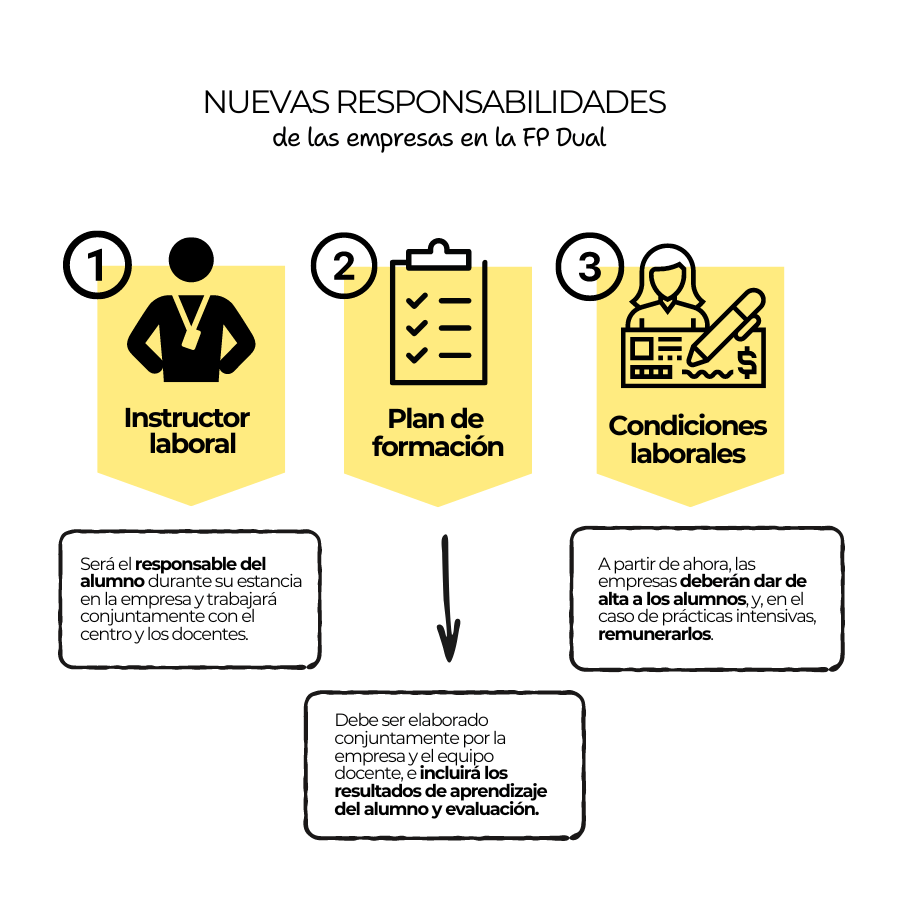 NUEVAS RESPONSABILIDADES
de las empresas en la FP Dual
1
Instructor
laboral
Será el responsable del
alumno durante su estancia
en la empresa y trabajará
conjuntamente con el
centro y los docentes.
2
Plan de
formación
Debe ser elaborado
conjuntamente por la
empresa y el equipo
docente, e incluirá los
resultados de aprendizaje
del alumno y evaluación.
3
$
Condiciones
laborales
A partir de ahora, las
empresas deberán dar de
alta a los alumnos, y, en el
caso de prácticas intensivas,
remunerarlos.